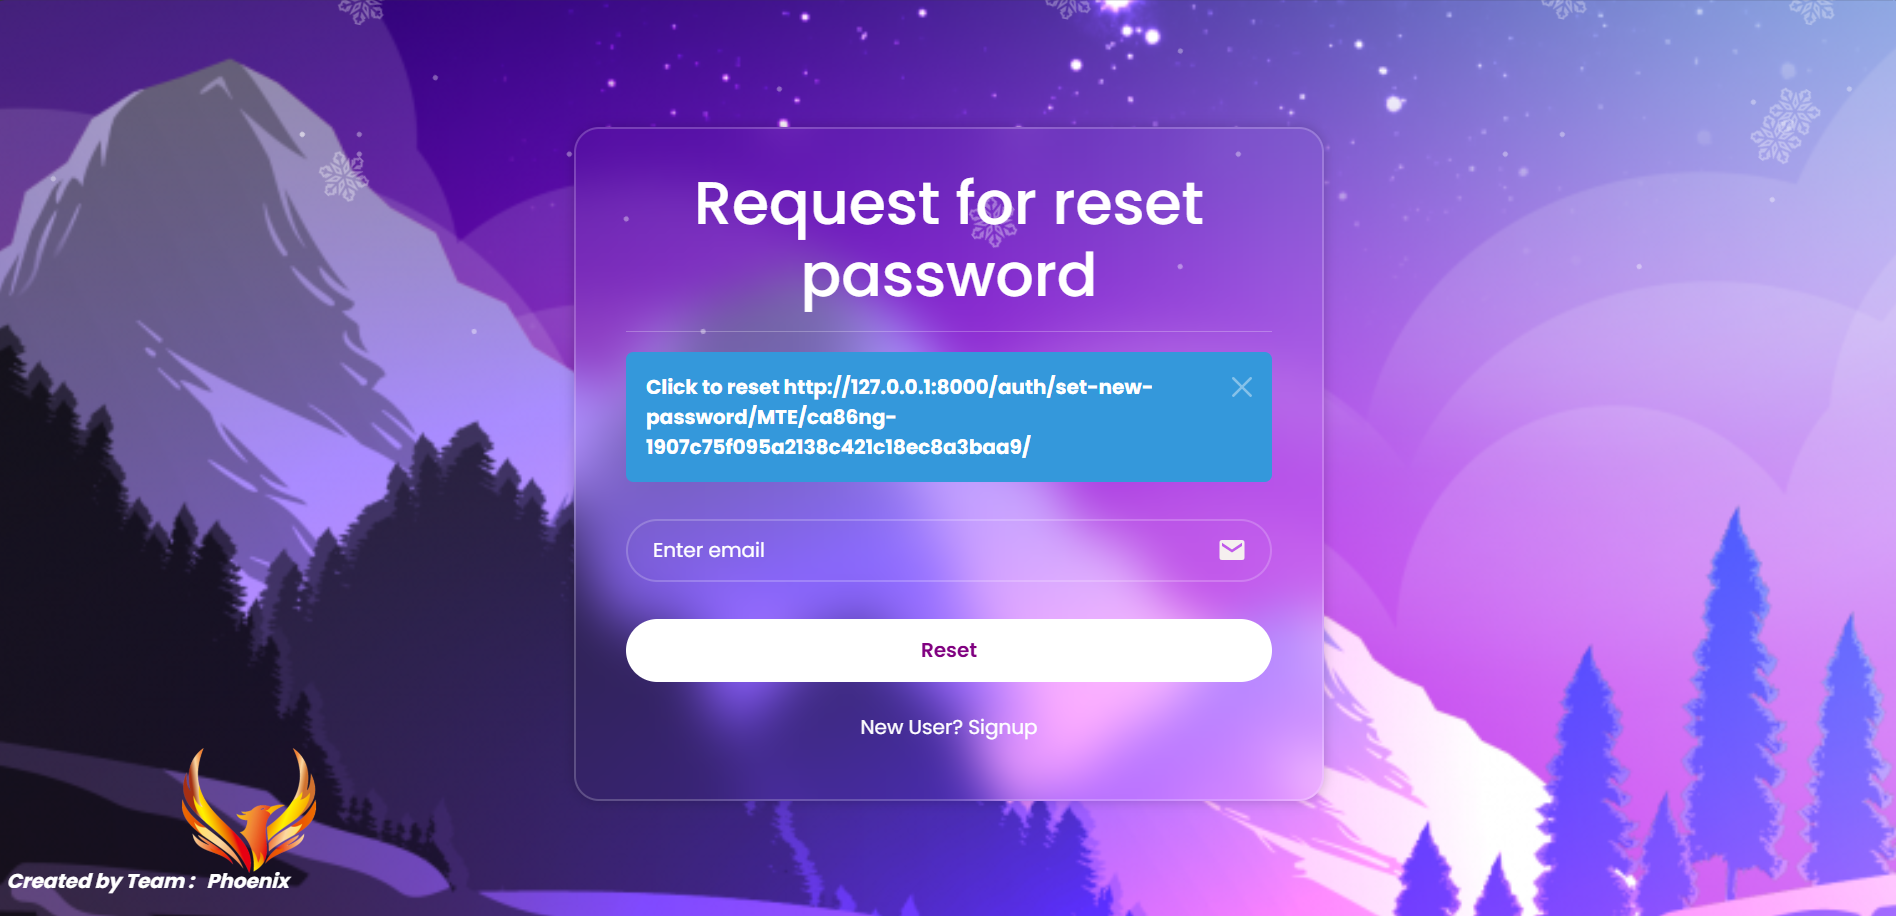 Request for reset
password
Click to reset http://127.0.0.1:8000/auth/set-new-
password/MTE/ca86ng-
1907c75f095a2138c421c18ec8a3baa9/
Enter email
Reset
New User? Signup
Created by Team : Phoenix